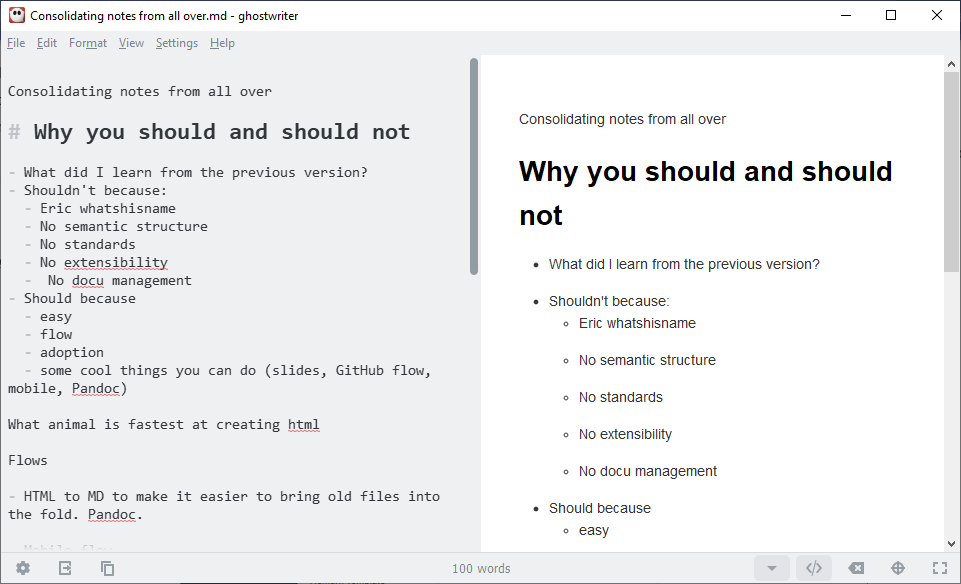 Consolidating notes from all over.md - ghostwriter
File Edit Format View Settings Help
Consolidating notes from all over
# Why you should and should not
- What did I learn from the previous version?
- Shouldn't because:
- Eric whatshisname
- No semantic structure
- No standards
- No extensibility
- No docu management
- Should because
- easy
- flow
- adoption
- some cool things you can do (slides, GitHub flow,
mobile, Pandoc)
What animal is fastest at creating html
Flows
- HTML to MD to make it easier to bring old files into
the fold. Pandoc.
- Mobile flow
Consolidating notes from all over
Why you should and should
not
• What did I learn from the previous version?
• Shouldn't because:
◦ Eric whatshisname
◦ No semantic structure
◦ No standards
◦ No extensibility
◦ No docu management
• Should because
◦ easy
100 words